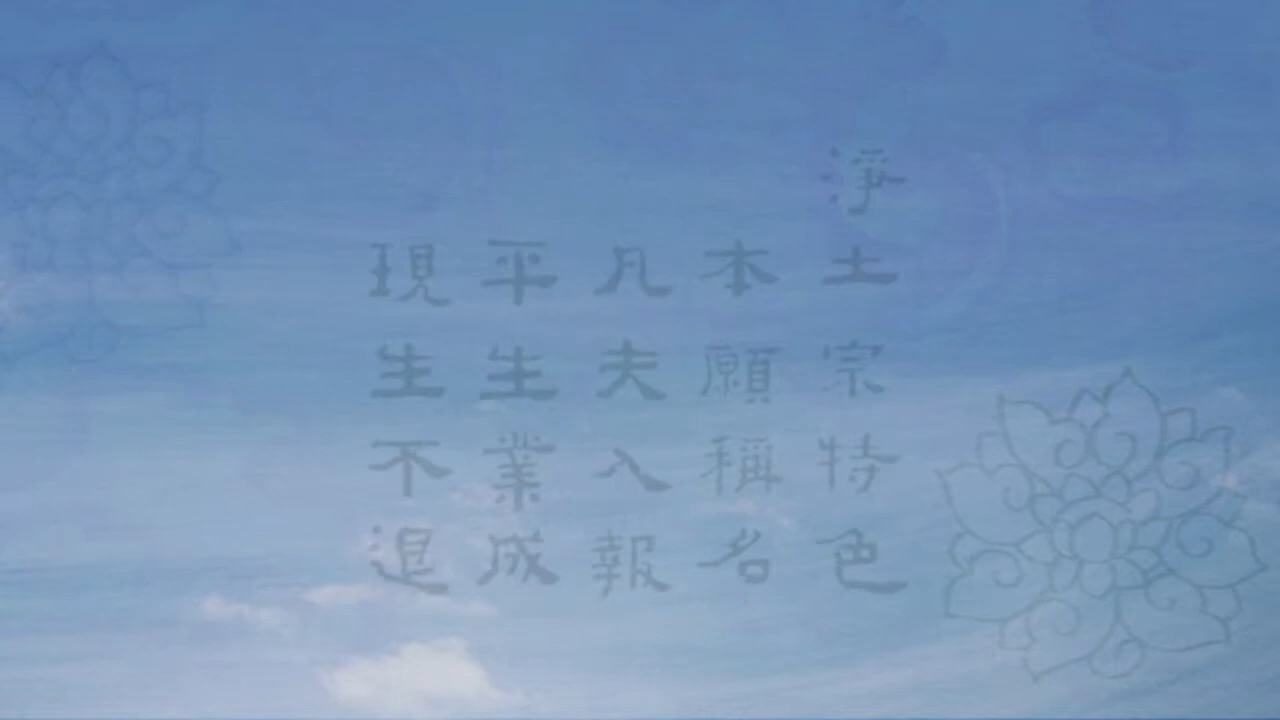 淨土宗特色
本願稱名
凡夫入報
平生業成
現生不退